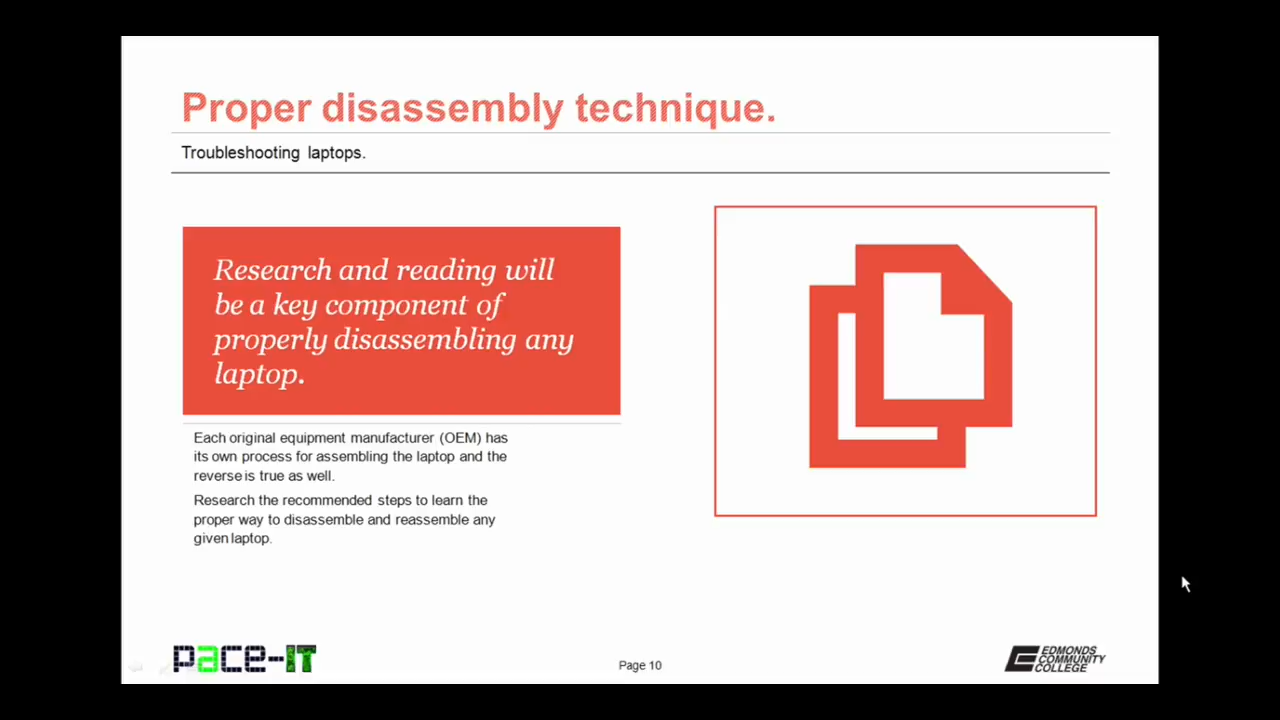 Proper disassembly technique.
Troubleshooting laptops.
Research and reading will
be a key component of
properly disassembling any
laptop.
Each original equipment manufacturer (OEM) has
its own process for assembling the laptop and the
reverse is true as well.
Research the recommended steps to learn the
proper way to disassemble and reassemble any
given laptop.
pace-IT
Page 10
EDMONDS
COMMUNITY
COLLEGE